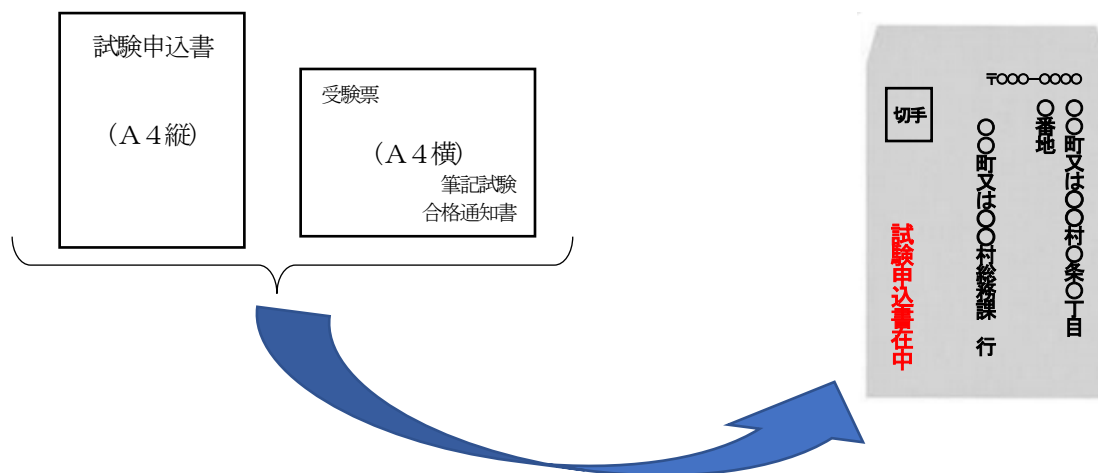 試験申込書
（Ａ４縦）
受験票
（Ａ４横）
筆記試験
合格通知書
〒○○○－○○○○
○○町又は○○村○条○丁目
○番地
○○町又は○○村総務課　行
切手
試験申込書在中